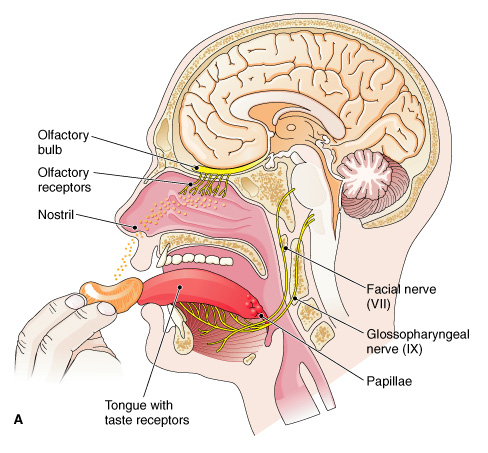 Olfactory
bulb
Olfactory
receptors
Nostril
Facial nerve
(VII)
Glossopharyngeal
nerve (IX)
Papillae
Tongue with
taste receptors
A